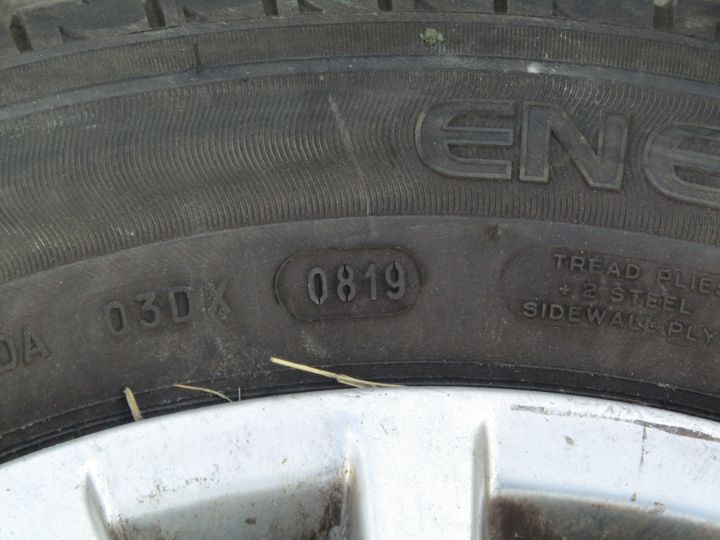 ENE
DA 03DX 0819
TREAD PLIES
+ 2 STEEL
SIDEWALL PLY